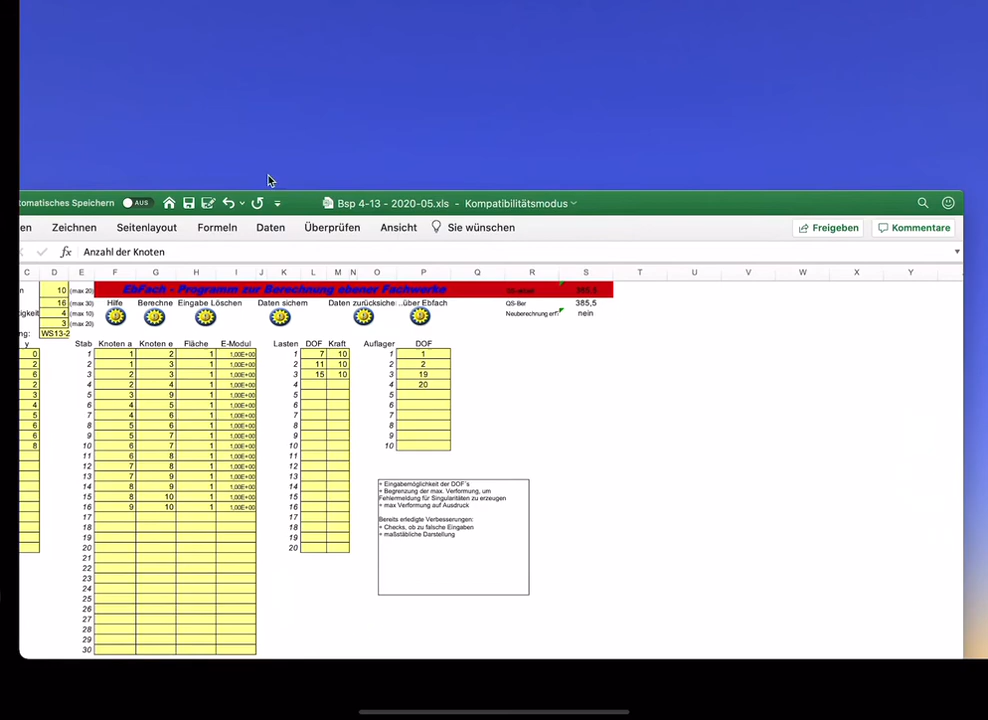 tomatisches Speichern AUS Bsp 4-13 - 2020-05.xls - Kompatibilitätsmodus
en Zeichnen Seitenlayout Formeln Daten Überprüfen Ansicht Sie wünschen Freigeben Kommentare
fx Anzahl der Knoten
C D E F G H I J K L M N O P Q R S T U V W X Y
n 10 (max 20) EbFach - Programm zur Berechnung ebener Fachwerke 385,5
16 (max 30) Hilfe Berechne Eingabe Löschen Daten sichern Daten zurücksiche ..über Ebfach QS-Ber 385,5
tigkeit 4 (max 10) Neuberechnung erf? nein
3 (max 20)
ng: WS13-2
y Stab Knoten a Knoten e Fläche E-Modul Lasten DOF Kraft Auflager DOF
0 1 1 2 1 1,00E+00 1 7 10 1 1
2 2 1 3 1 1,00E+00 2 11 10 2 2
6 3 2 3 1 1,00E+00 3 15 10 3 19
2 4 2 4 1 1,00E+00 4 4 20
3 5 3 9 1 1,00E+00 5 5
4 6 4 5 1 1,00E+00 6 6
5 7 4 6 1 1,00E+00 7 7
6 8 5 6 1 1,00E+00 8 8
6 9 5 7 1 1,00E+00 9 9
8 10 6 7 1 1,00E+00 10 10
11 6 8 1 1,00E+00 11
12 7 8 1 1,00E+00 12
13 7 9 1 1,00E+00 13
14 8 9 1 1,00E+00 14
15 8 10 1 1,00E+00 15
16 9 10 1 1,00E+00 16
17 17
18 18
19 19
20 20
21
22
23
24
25
26
27
28
29
30
+ Eingabemöglichkeit der DOF´s
+ Begrenzung der max. Verformung, um
Fehlermeldung für Singularitäten zu erzeugen
+ max Verformung auf Ausdruck
Bereits erledigte Verbesserungen:
+ Checks, ob zu falsche Eingaben
+ maßstäbliche Darstellung